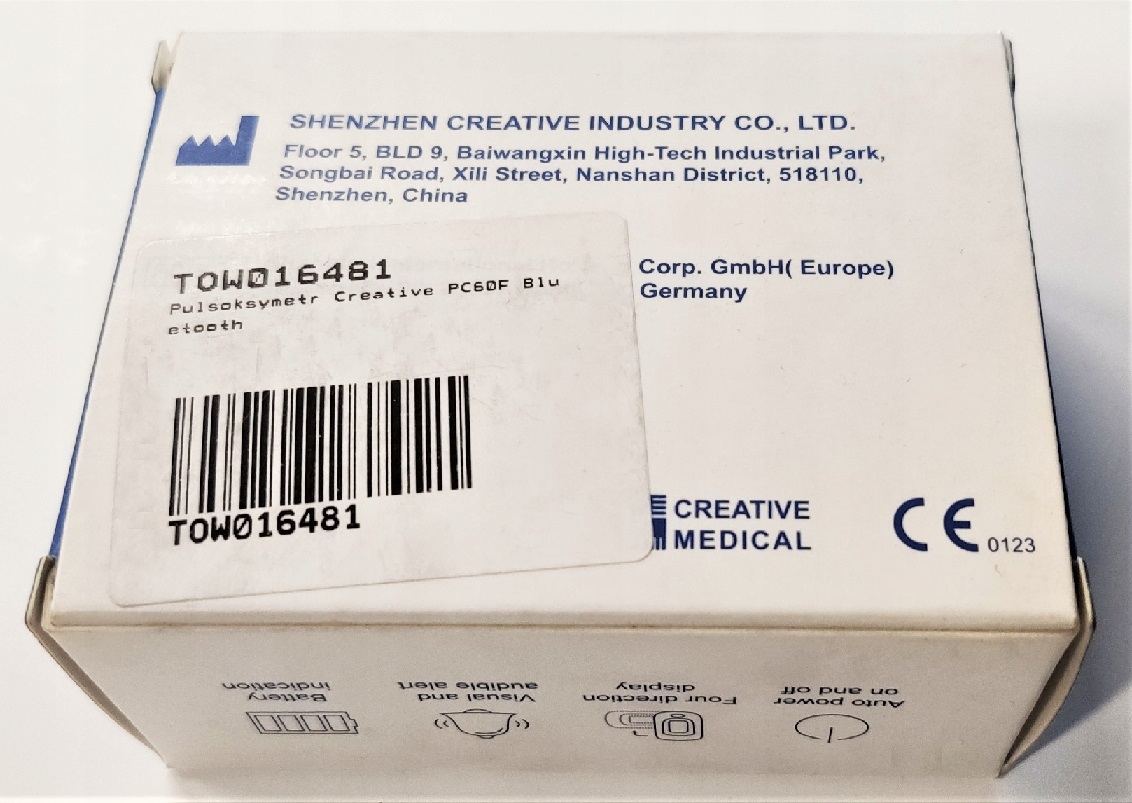 SHENZHEN CREATIVE INDUSTRY CO., LTD.
Floor 5, BLD 9, Baiwangxin High-Tech Industrial Park,
Songbai Road, Xili Street, Nanshan District, 518110,
Shenzhen, China
Corp. GmbH( Europe)
Germany
TOW016481
Pulsoksymetr Creative PC60F Blu
etooth
TOW016481
CREATIVE
MEDICAL
CE 0123
Auto power
on and off
Four direction
display
Visual and
audible alert
Battery
indication